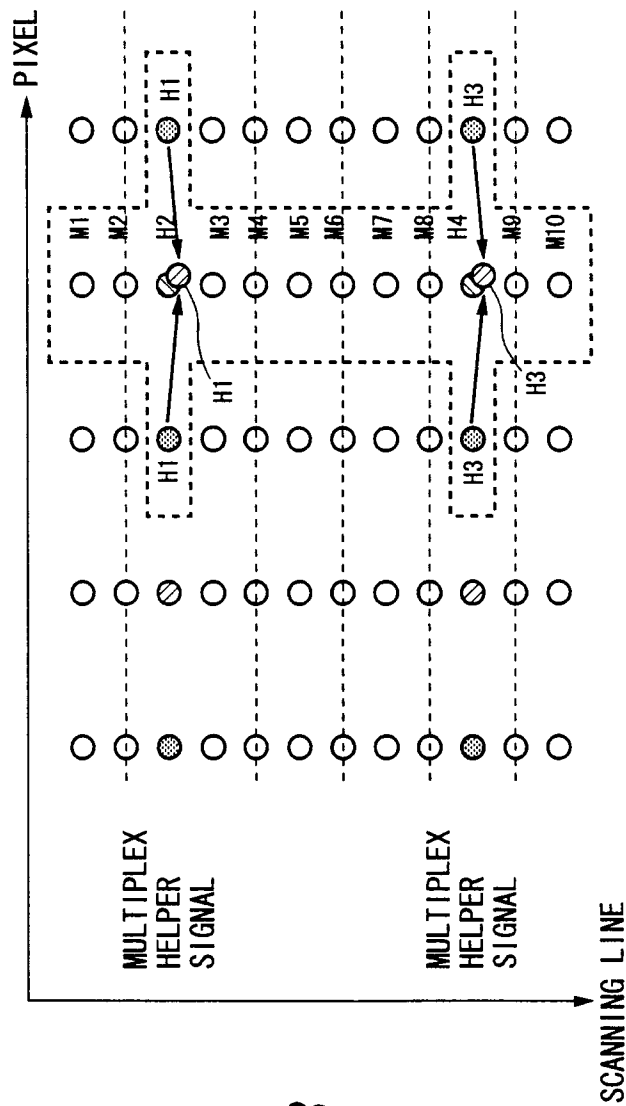 PIXEL
M1
M2
H2
M3
M4
M5
M6
M7
M8
H4
M9
M10
H1
H1
H1
H3
H3
H3
MULTIPLEX
HELPER
SIGNAL
MULTIPLEX
HELPER
SIGNAL
SCANNING LINE